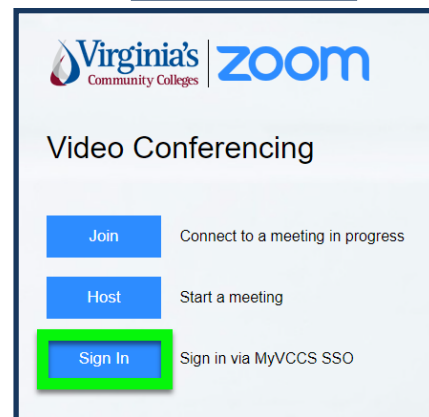 Virginia's
Community Colleges
zoom
Video Conferencing
Join Connect to a meeting in progress
Host Start a meeting
Sign In Sign in via MyVCCS SSO